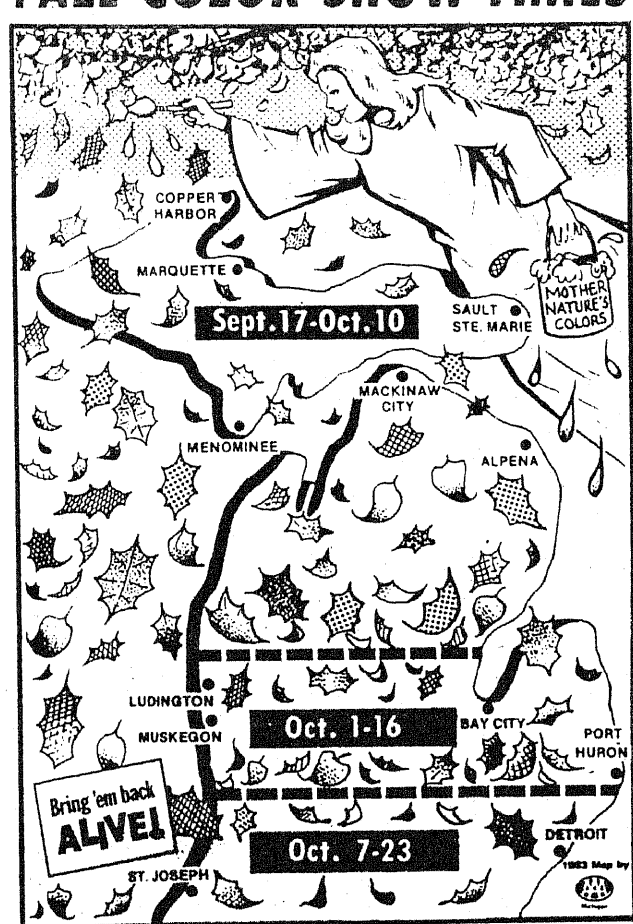 FALL COLOR SHOW TIMES
COPPER
HARBOR
MARQUETTE
Sept.17-Oct.10
SAULT
STE. MARIE
MOTHER
NATURE'S
COLORS
MACKINAW
CITY
MENOMINEE
ALPENA
LUDINGTON
MUSKEGON
Oct. 1-16
BAY CITY
PORT
HURON
Bring 'em back
ALIVE!
Oct. 7-23
DETROIT
ST. JOSEPH
1983 Map by